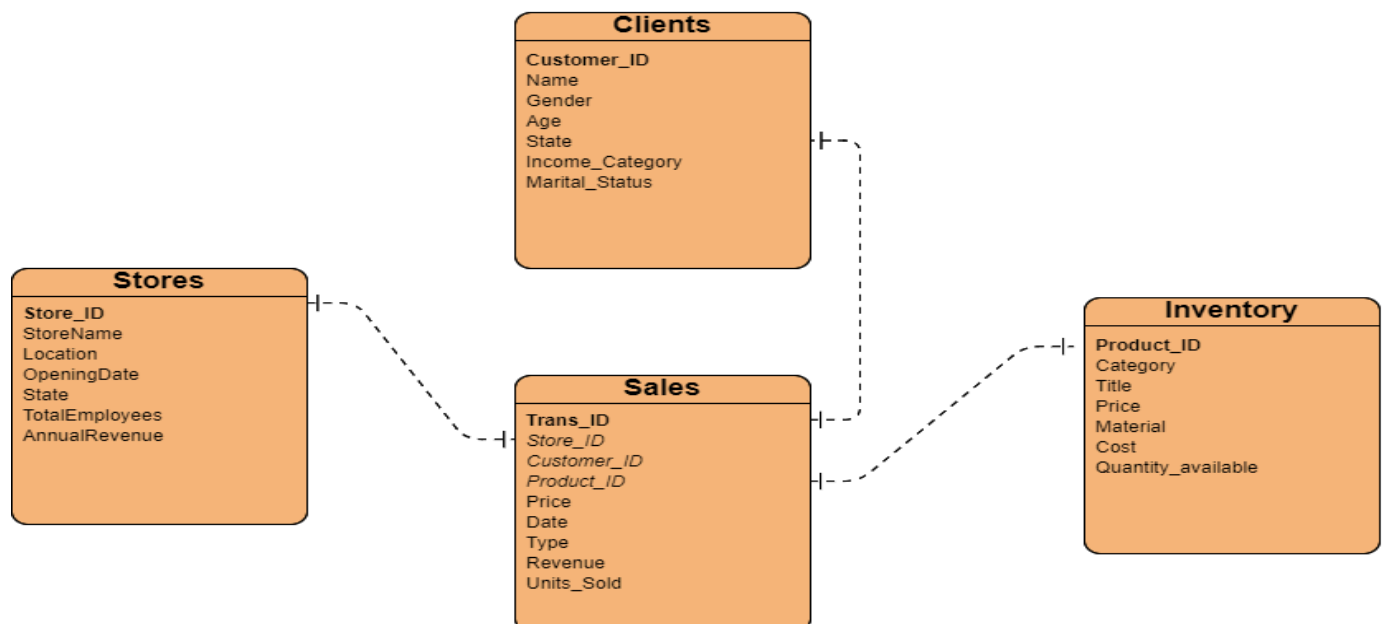 Clients
Customer_ID
Name
Gender
Age
State
Income_Category
Marital_Status
Stores
Store_ID
StoreName
Location
OpeningDate
State
TotalEmployees
AnnualRevenue
Sales
Trans_ID
Store_ID
Customer_ID
Product_ID
Price
Date
Type
Revenue
Units_Sold
Inventory
Product_ID
Category
Title
Price
Material
Cost
Quantity_available